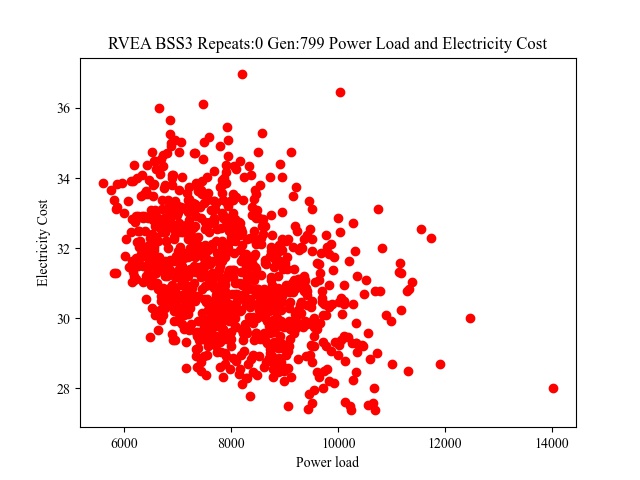 RVEA BSS3 Repeats:0 Gen:799 Power Load and Electricity Cost
36
34
32
30
28
Electricity Cost
6000 8000 10000 12000 14000
Power load